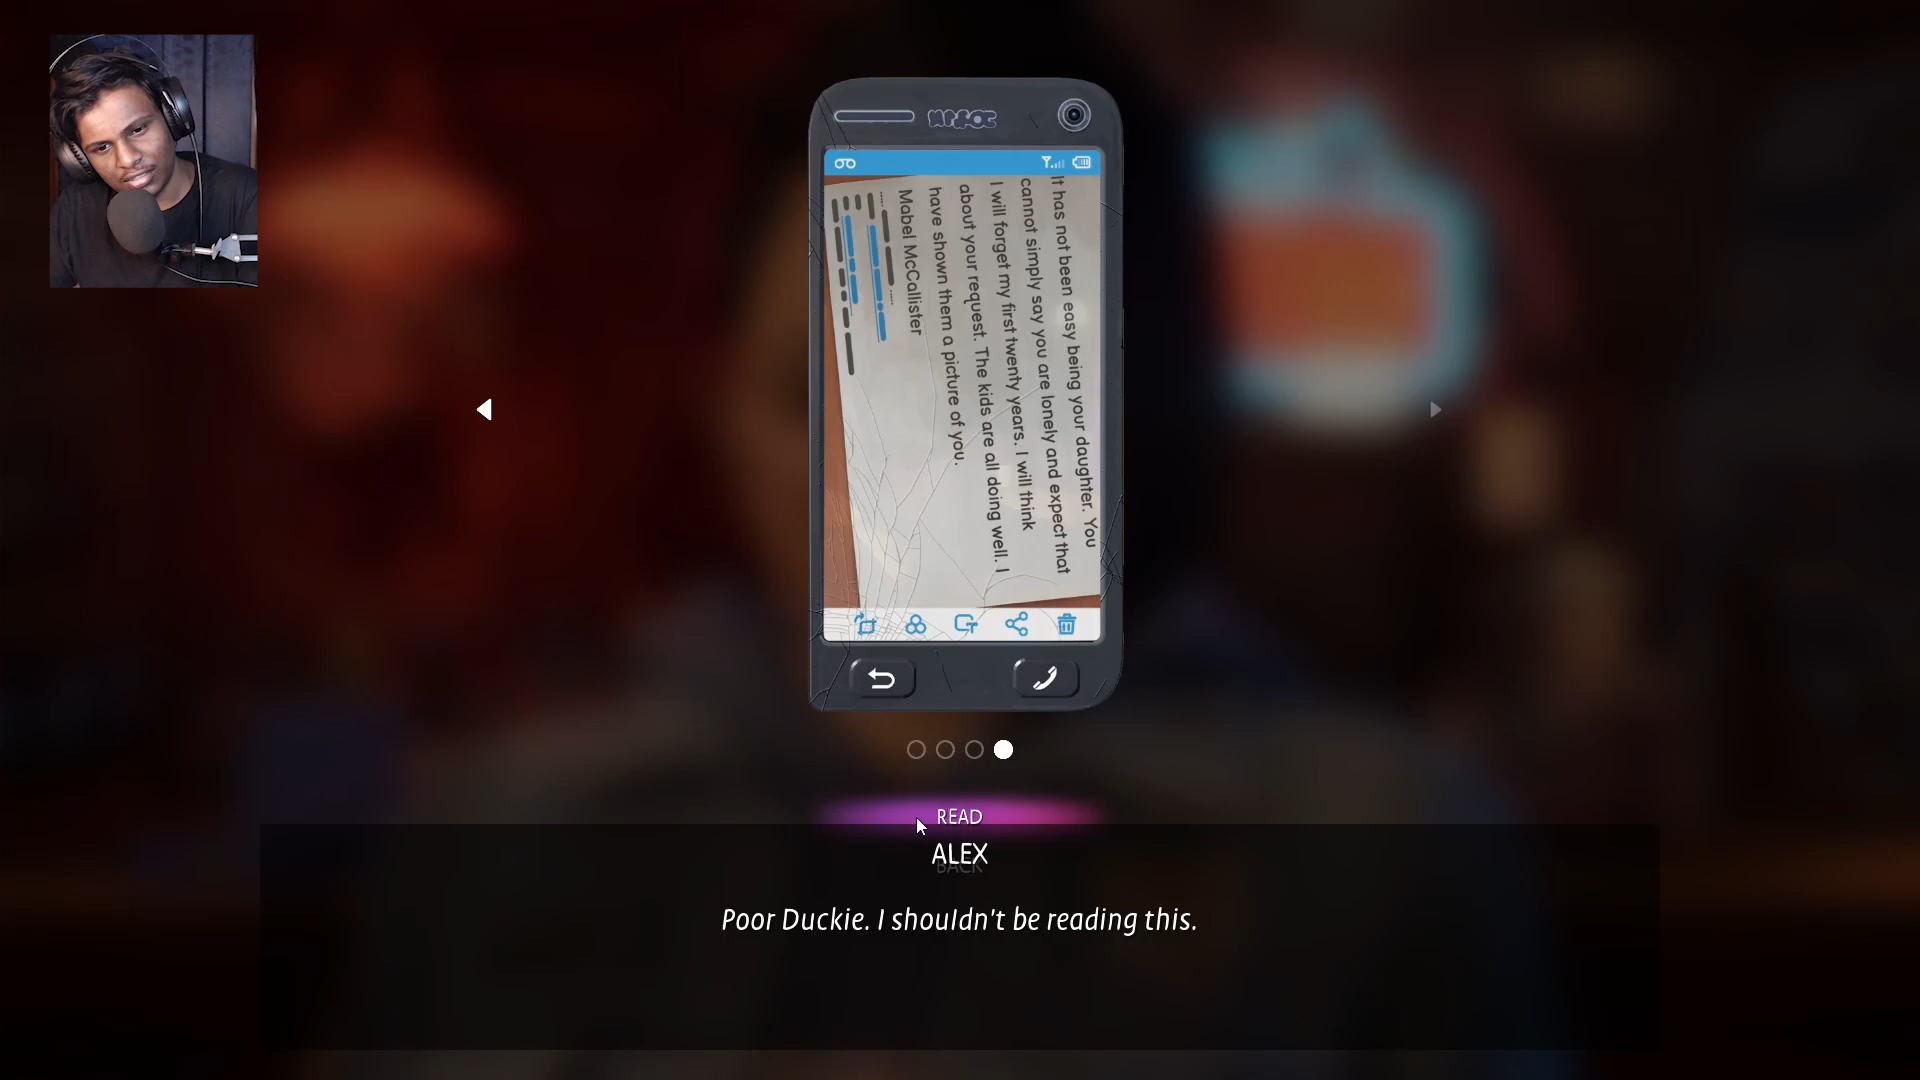 It has not been easy being your daughter. You
cannot simply say you are lonely and expect that
I will forget my first twenty years. I will think
about your request. The kids are all doing well. I
have shown them a picture of you.
Mabel McCallister
READ
ALEX
BACK
Poor Duckie. I shouldn't be reading this.